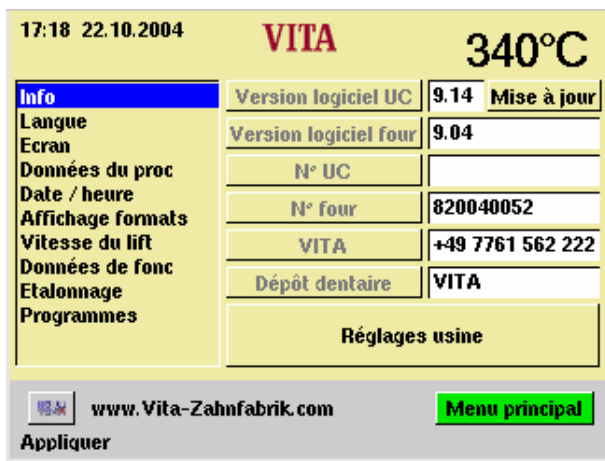 17:18 22.10.2004
VITA
340°C
Info
Langue
Ecran
Données du proc
Date / heure
Affichage formats
Vitesse du lift
Données de fonc
Etalonnage
Programmes
Version logiciel UC 9.14 Mise à jour
Version logiciel four 9.04
N° UC
N° four 820040052
VITA +49 7761 562 222
Dépôt dentaire VITA
Réglages usine
www.Vita-Zahnfabrik.com
Menu principal
Appliquer